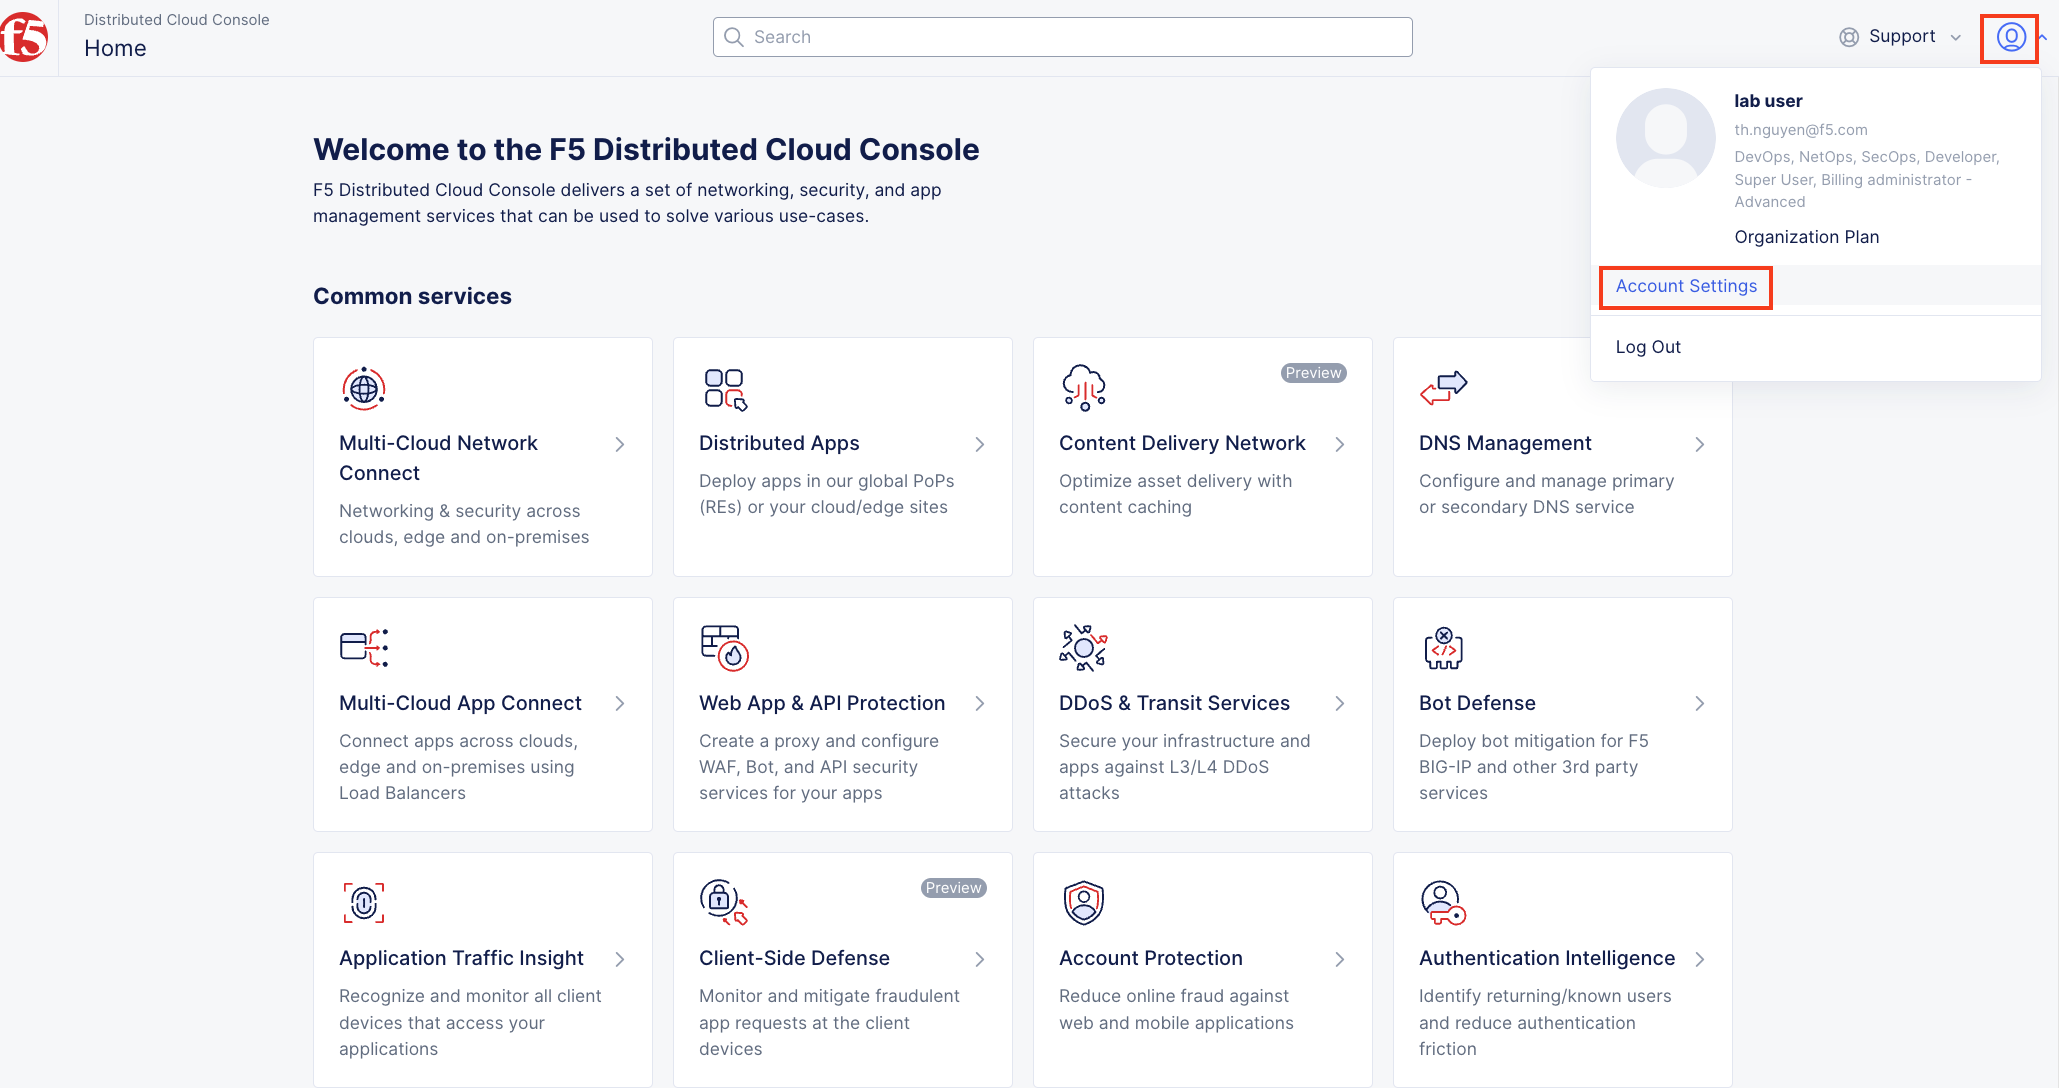 f5
Distributed Cloud Console
Home
Search
Support
lab user
th.nguyen@f5.com
DevOps, NetOps, SecOps, Developer,
Super User, Billing administrator -
Advanced
Organization Plan
Account Settings
Log Out
Welcome to the F5 Distributed Cloud Console
F5 Distributed Cloud Console delivers a set of networking, security, and app
management services that can be used to solve various use-cases.
Common services
Multi-Cloud Network
Connect
Networking & security across
clouds, edge and on-premises
Distributed Apps
Deploy apps in our global PoPs
(REs) or your cloud/edge sites
Preview
Content Delivery Network
Optimize asset delivery with
content caching
DNS Management
Configure and manage primary
or secondary DNS service
Multi-Cloud App Connect
Connect apps across clouds,
edge and on-premises using
Load Balancers
Web App & API Protection
Create a proxy and configure
WAF, Bot, and API security
services for your apps
DDoS & Transit Services
Secure your infrastructure and
apps against L3/L4 DDoS
attacks
Bot Defense
Deploy bot mitigation for F5
BIG-IP and other 3rd party
services
Application Traffic Insight
Recognize and monitor all client
devices that access your
applications
Preview
Client-Side Defense
Monitor and mitigate fraudulent
app requests at the client
devices
Account Protection
Reduce online fraud against
web and mobile applications
Authentication Intelligence
Identify returning/known users
and reduce authentication
friction